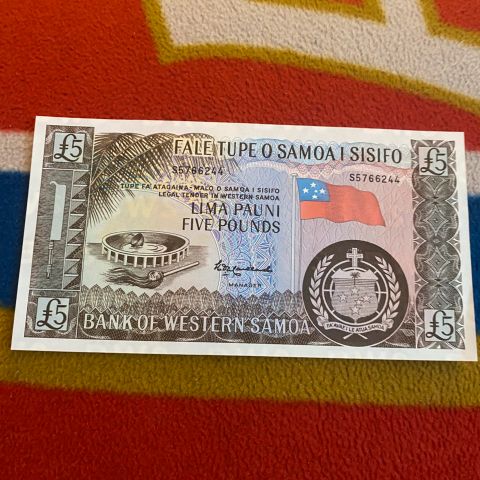 £5
FALE TUPE O SAMOA I SISIFO
£5
S5766244
S5766244
TUPE FA'ATAGAINA - MALO O SAMOA I SISIFO
LEGAL TENDER IN WESTERN SAMOA
LIMA PAUNI
FIVE POUNDS
MANAGER
FA'AVAE I LE ATUA SAMOA
£5
BANK OF WESTERN SAMOA
£5